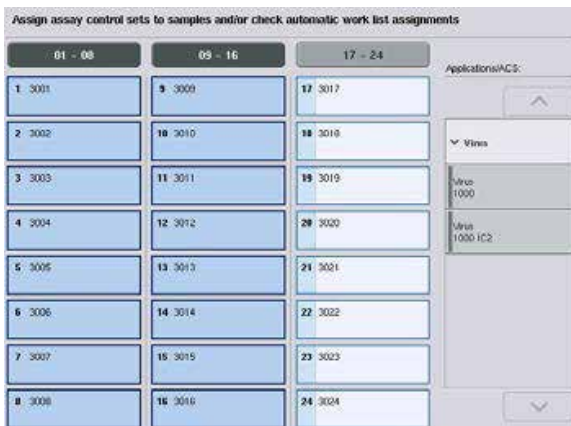 Assign assay control sets to samples and/or check automatic work list assignments
01 - 08
09 - 16
17 - 24
Applications/ACS:
1 3001
9 3009
17 3017
2 3002
10 3010
18 3018
Virus
3 3003
11 3011
19 3019
Virus
1000
4 3004
12 3012
20 3020
Virus
1000 IC2
5 3005
13 3013
21 3021
6 3006
14 3014
22 3022
7 3007
15 3015
23 3023
8 3008
16 3016
24 3024